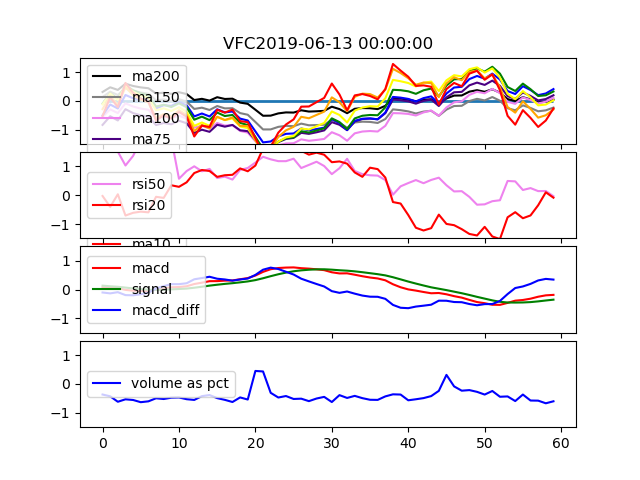 VFC2019-06-13 00:00:00
1
0
−1
ma200
ma150
ma100
ma75
1
0
−1
rsi50
rsi20
ma10
1
0
−1
macd
signal
macd_diff
1
0
−1
volume as pct
0 10 20 30 40 50 60